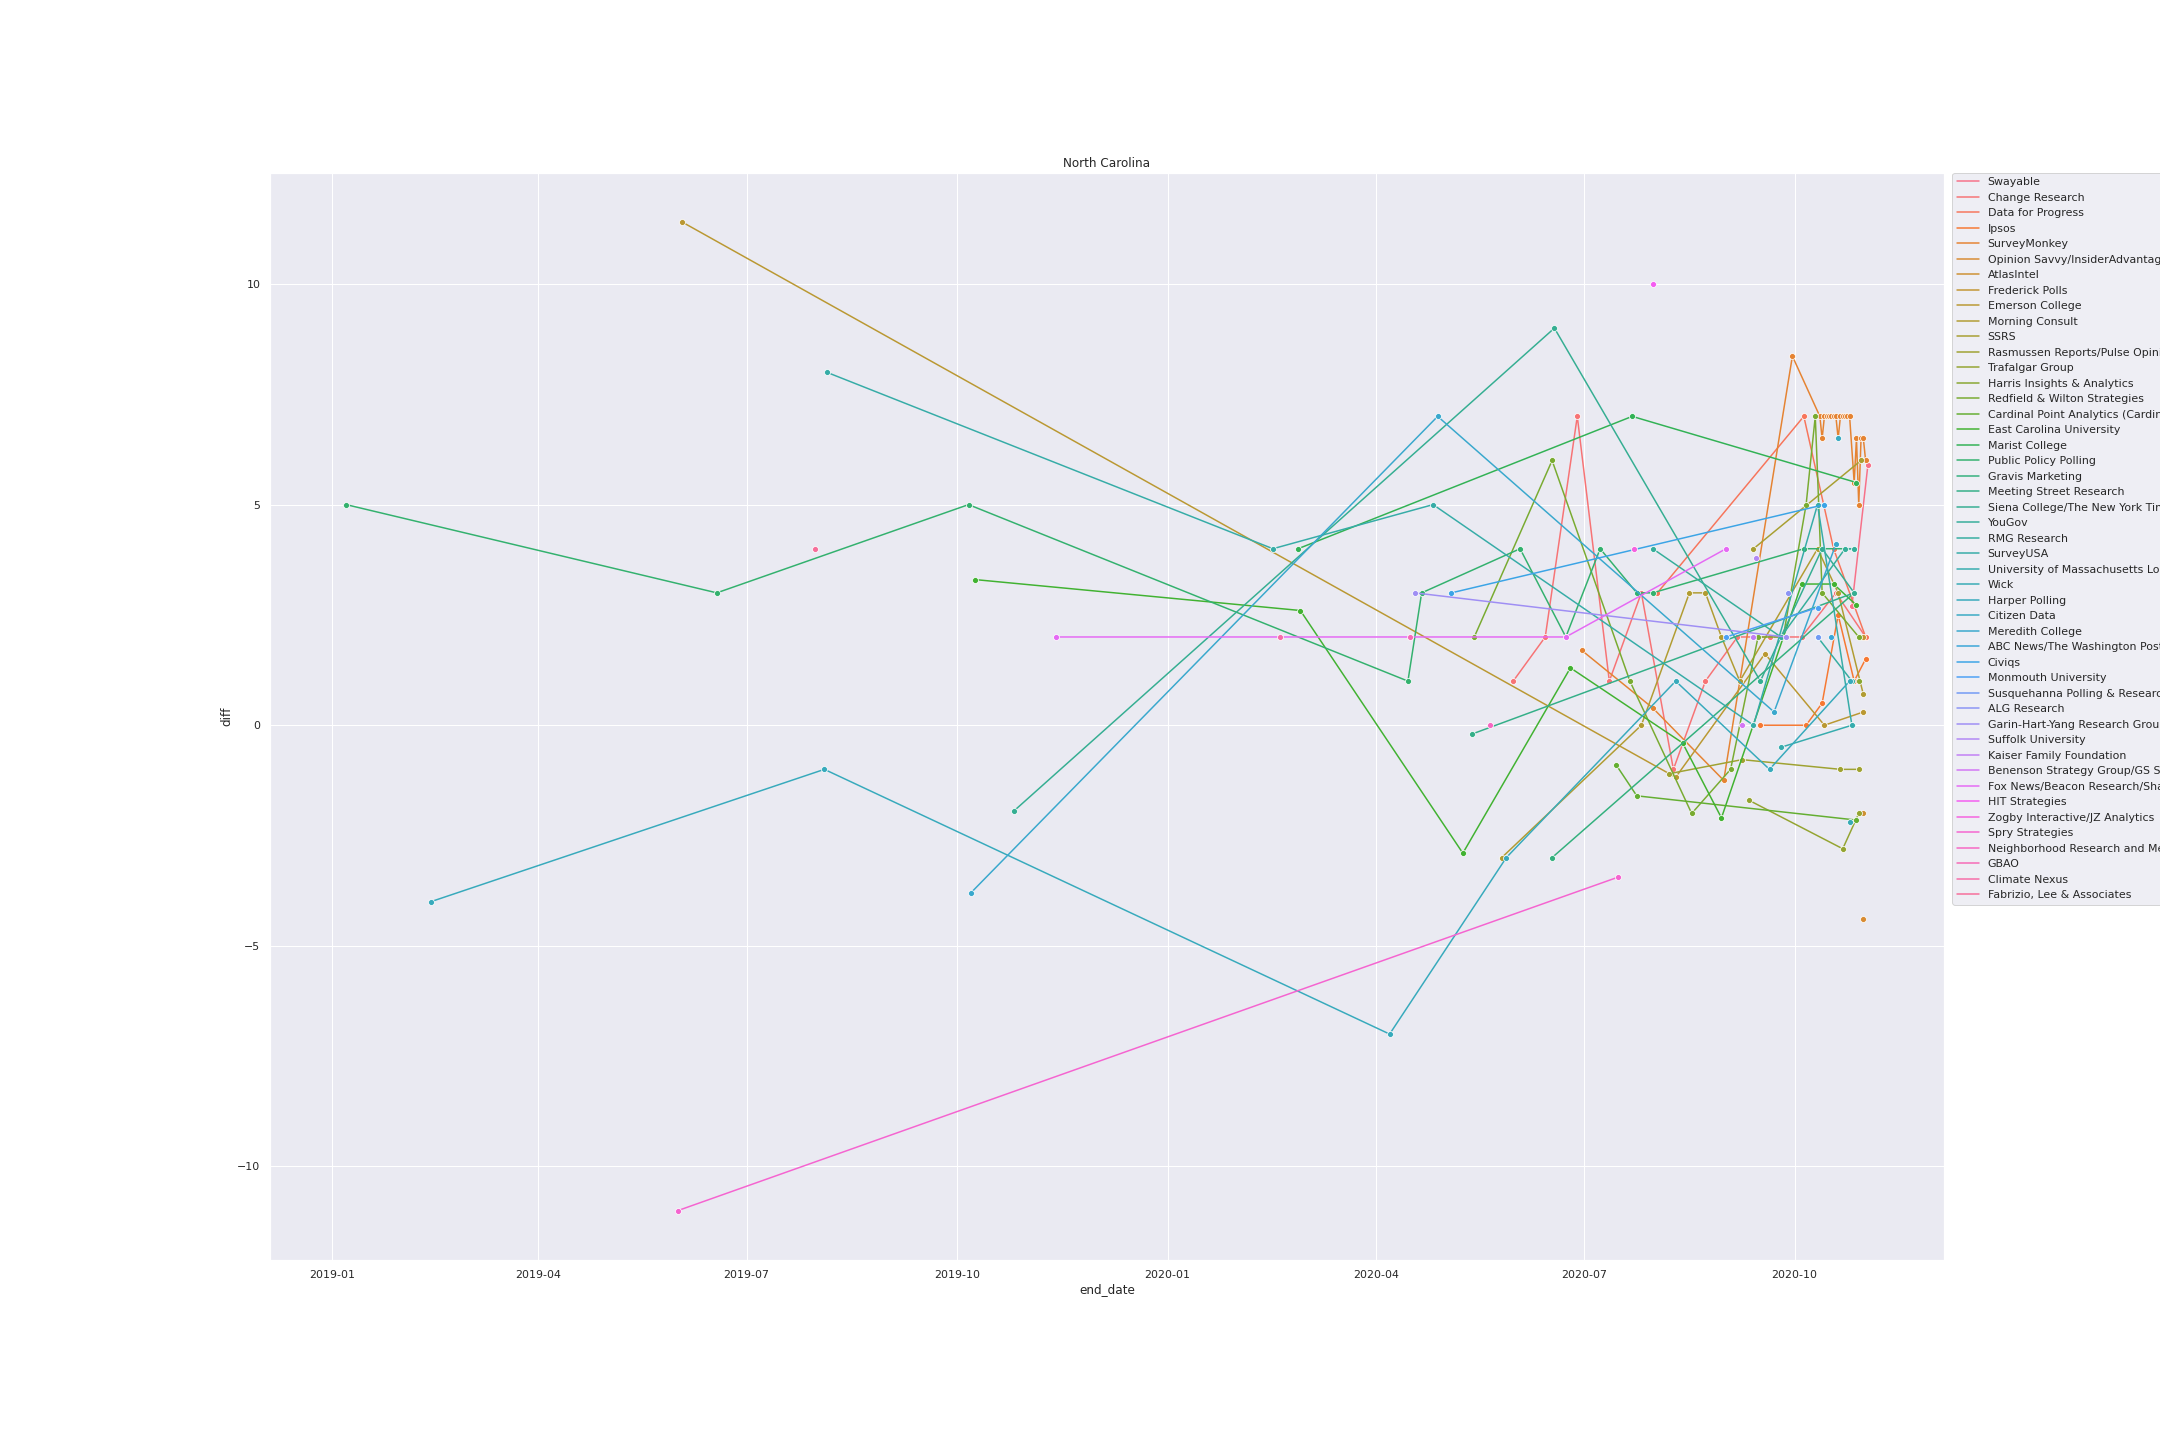 North Carolina
diff
10
5
0
−5
−10
2019-01
2019-04
2019-07
2019-10
2020-01
2020-04
2020-07
2020-10
end_date
Swayable
Change Research
Data for Progress
Ipsos
SurveyMonkey
Opinion Savvy/InsiderAdvantag
AtlasIntel
Frederick Polls
Emerson College
Morning Consult
SSRS
Rasmussen Reports/Pulse Opini
Trafalgar Group
Harris Insights & Analytics
Redfield & Wilton Strategies
Cardinal Point Analytics (Cardin
East Carolina University
Marist College
Public Policy Polling
Gravis Marketing
Meeting Street Research
Siena College/The New York Tim
YouGov
RMG Research
SurveyUSA
University of Massachusetts Lo
Wick
Harper Polling
Citizen Data
Meredith College
ABC News/The Washington Post
Civiqs
Monmouth University
Susquehanna Polling & Researc
ALG Research
Garin-Hart-Yang Research Grou
Suffolk University
Kaiser Family Foundation
Benenson Strategy Group/GS S
Fox News/Beacon Research/Sha
HIT Strategies
Zogby Interactive/JZ Analytics
Spry Strategies
Neighborhood Research and Me
GBAO
Climate Nexus
Fabrizio, Lee & Associates